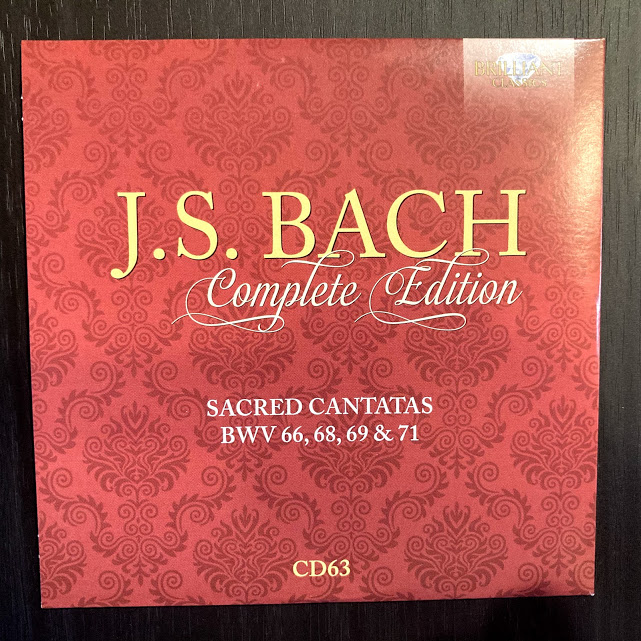 BRILLIANT
CLASSICS
J.S. BACH
Complete Edition
SACRED CANTATAS
BWV 66, 68, 69 & 71
CD63